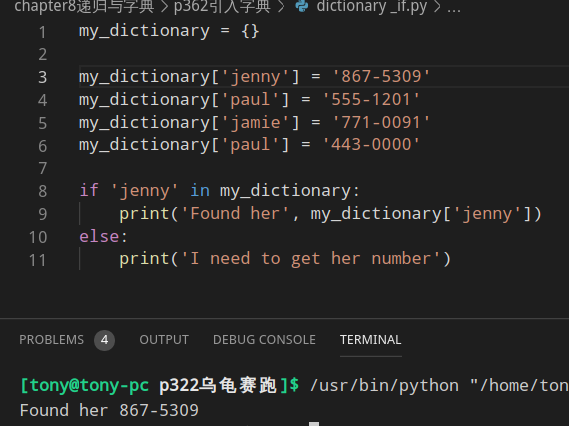 chapter8递归与字典 > p362引入字典 > dictionary _if.py > ...
1 my_dictionary = {}
2
3 my_dictionary['jenny'] = '867-5309'
4 my_dictionary['paul'] = '555-1201'
5 my_dictionary['jamie'] = '771-0091'
6 my_dictionary['paul'] = '443-0000'
7
8 if 'jenny' in my_dictionary:
9 print('Found her', my_dictionary['jenny'])
10 else:
11 print('I need to get her number')
PROBLEMS 4 OUTPUT DEBUG CONSOLE TERMINAL
[tony@tony-pc p322乌龟赛跑]$ /usr/bin/python "/home/ton
Found her 867-5309